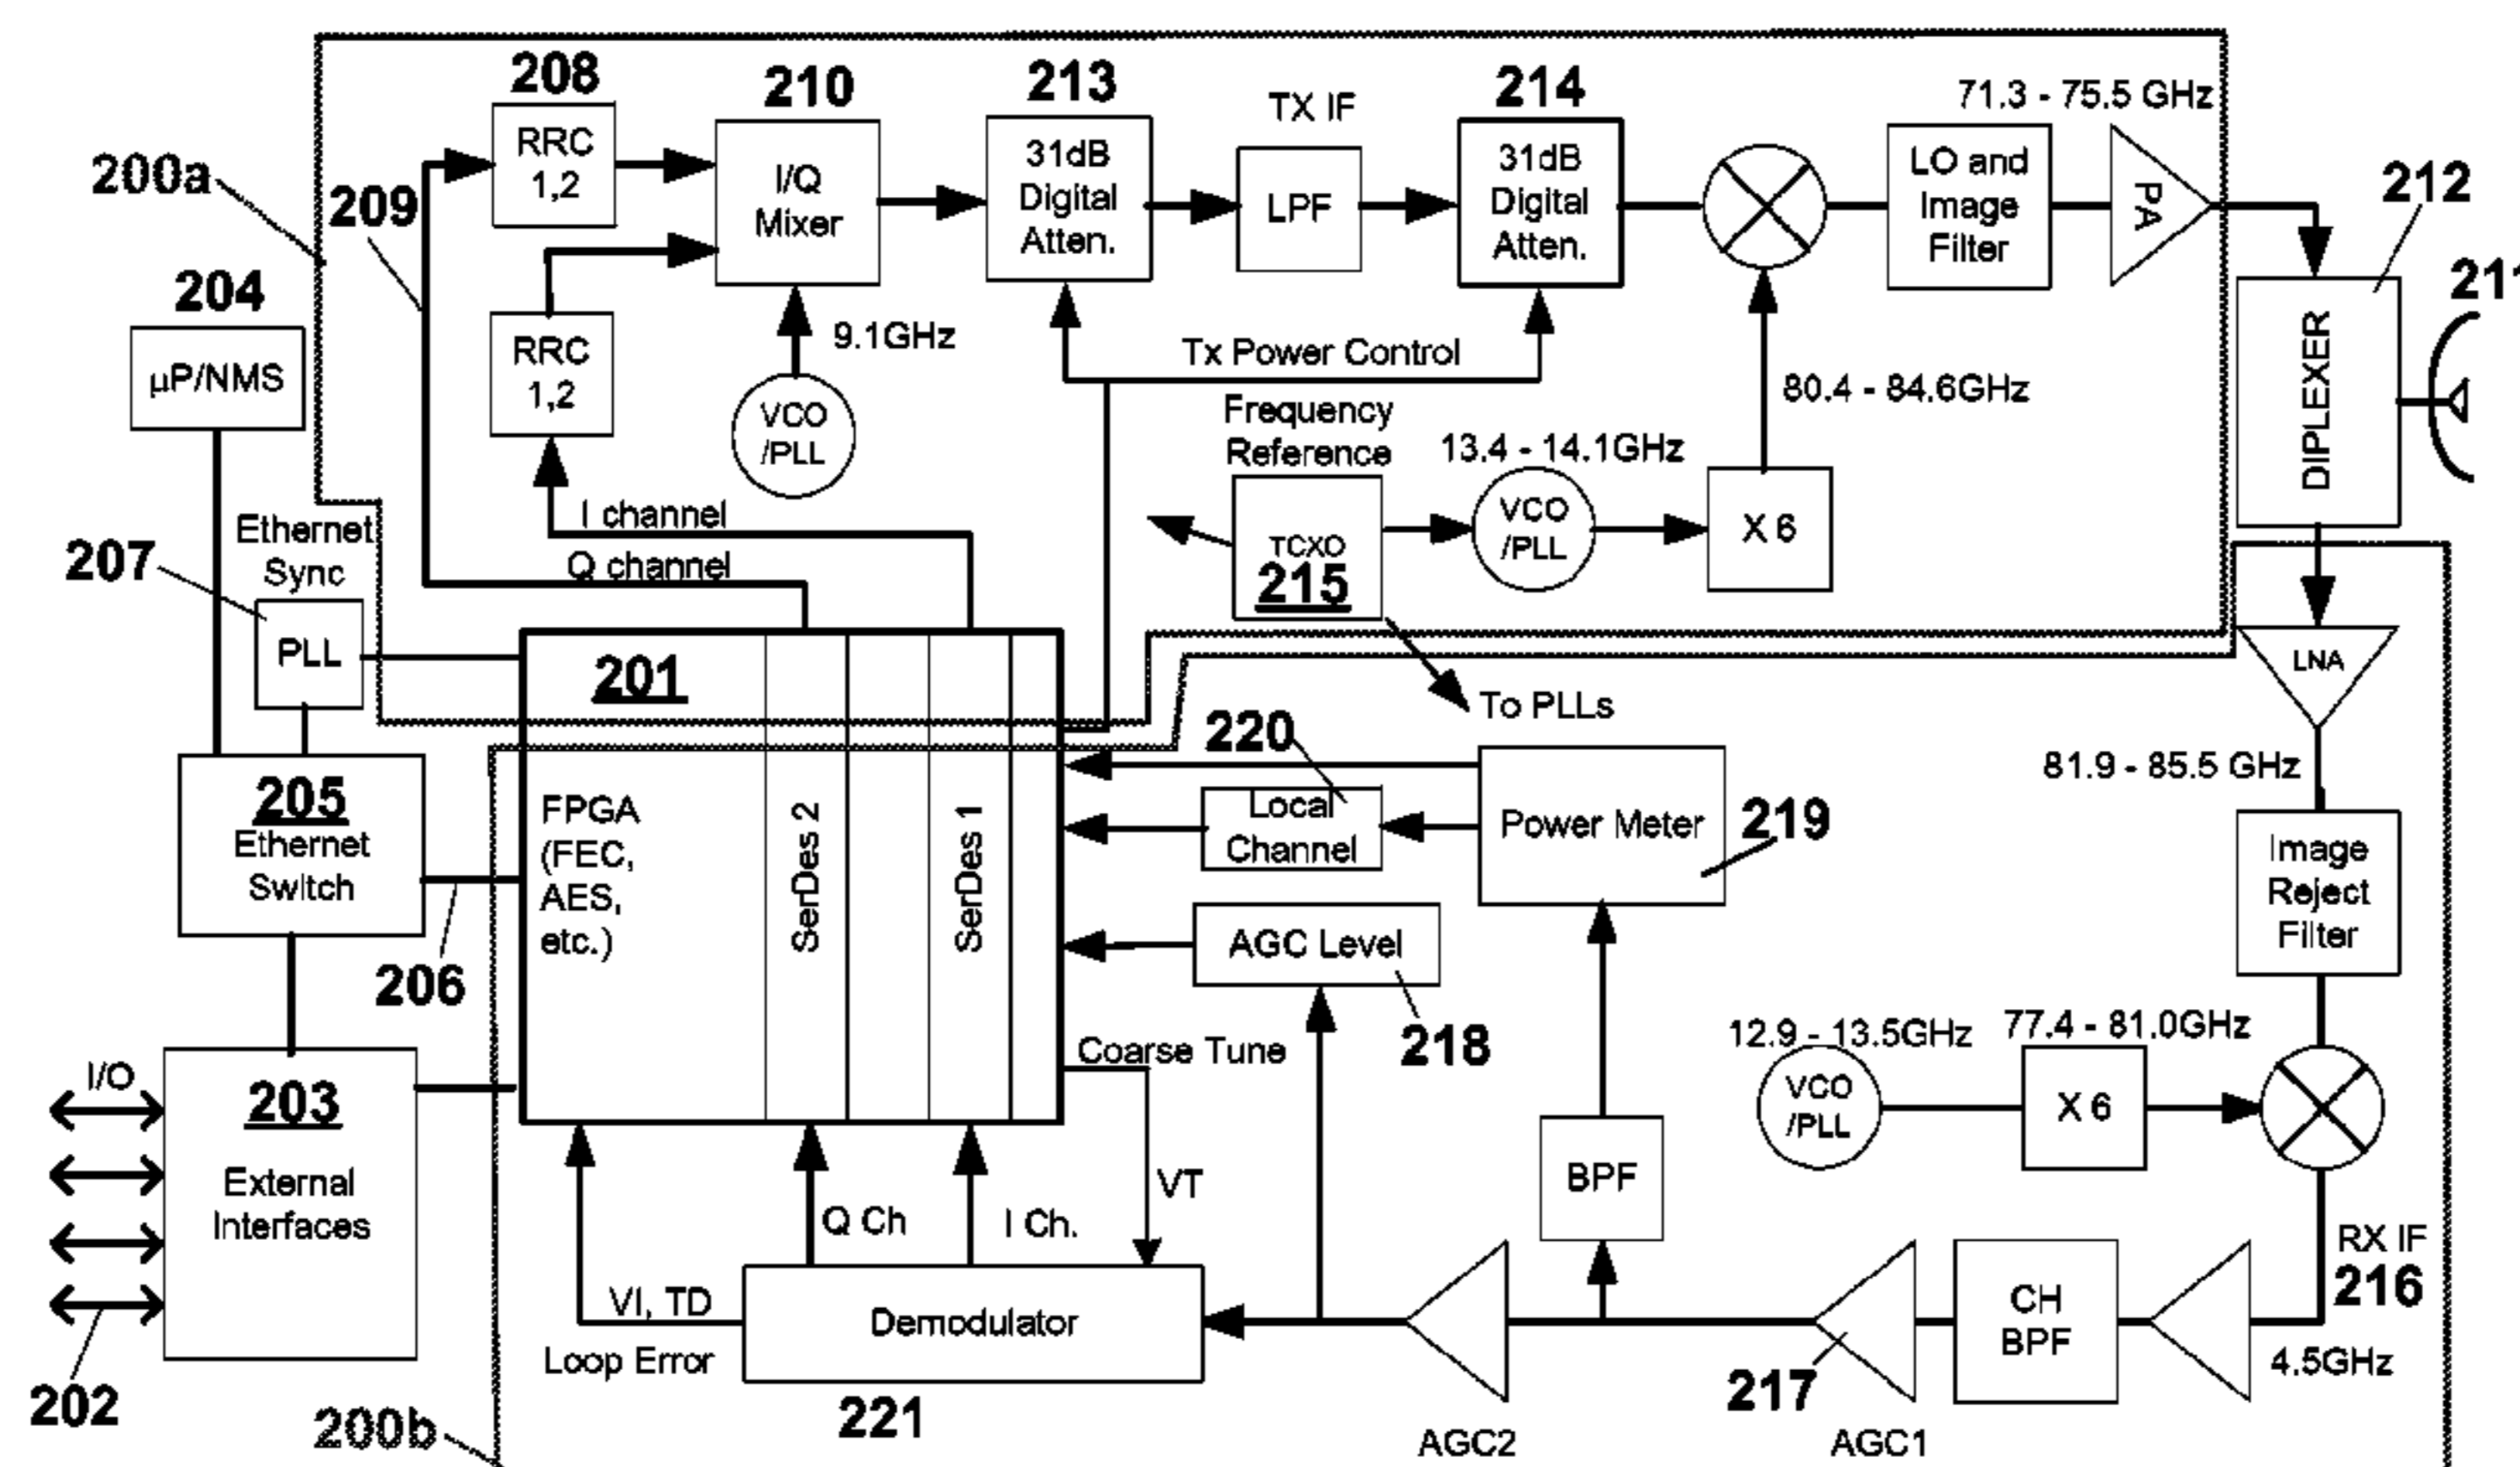 208
210
213
TX IF
214
71.3 - 75.5 GHz
200a
209
RRC
1,2
I/Q
Mixer
31dB
Digital
Atten.
LPF
31dB
Digital
Atten.
LO and
Image
Filter
PA
212
204
µP/NMS
RRC
1,2
9.1GHz
VCO
/PLL
Tx Power Control
80.4 - 84.6GHz
DIPLEXER
Frequency
Reference
13.4 - 14.1GHz
TCXO
215
VCO
/PLL
X 6
I channel
Q channel
Ethernet
Sync
207
PLL
201
To PLLs
LNA
81.9 - 85.5 GHz
205
Ethernet
Switch
206
FPGA
(FEC,
AES,
etc.)
SerDes 2
SerDes 1
220
Local
Channel
Power Meter
219
AGC Level
218
Image
Reject
Filter
Coarse Tune
12.9 - 13.5GHz
77.4 - 81.0GHz
VCO
/PLL
X 6
I/O
203
External
Interfaces
202
Q Ch
I Ch.
VT
BPF
RX IF
216
VI, TD
Loop Error
Demodulator
221
217
CH
BPF
4.5GHz
200b
AGC2
AGC1